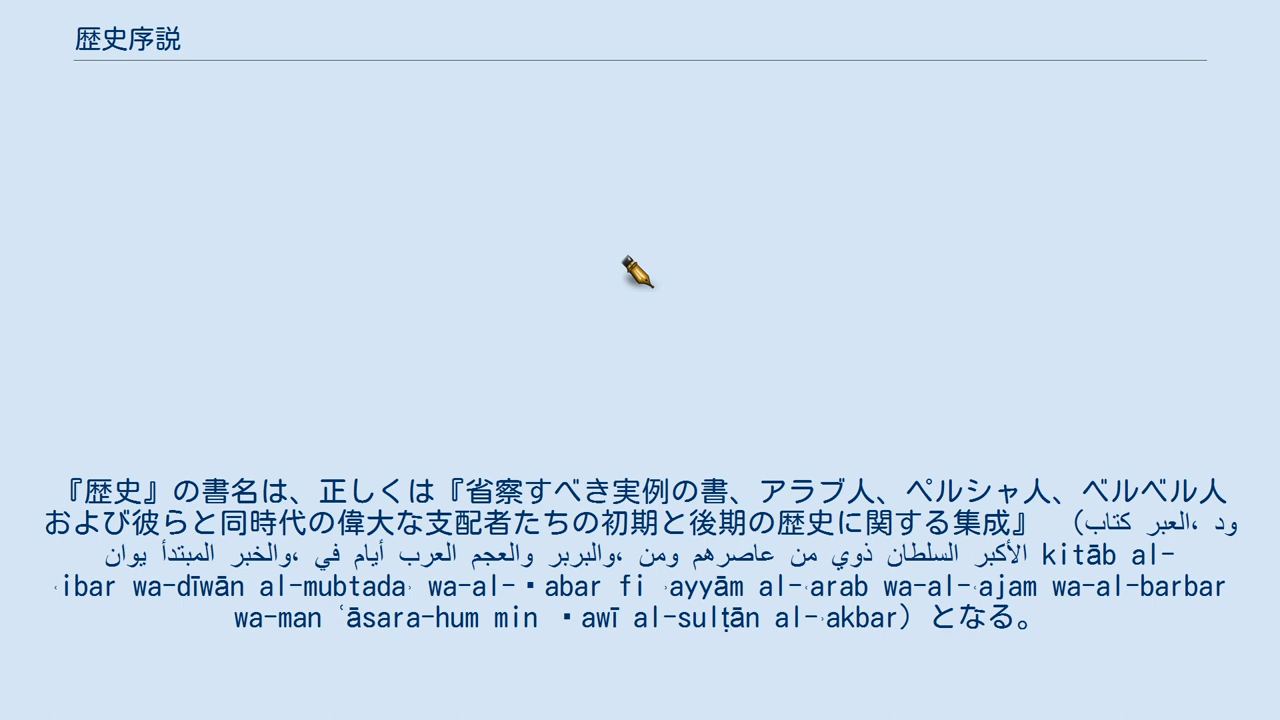 歴史序説
『歴史』の書名は、正しくは『省察すべき実例の書、アラブ人、ペルシャ人、ベルベル人
および彼らと同時代の偉大な支配者たちの初期と後期の歴史に関する集成』 （كتاب العبر، ود
يوان المبتدأ والخبر، في أيام العرب والعجم والبربر، ومن عاصرهم من ذوي السلطان الأكبر kitāb al-
ʿibar wa-dīwān al-mubtadaʾ wa-al-▪abar fi ʾayyām al-ʿarab wa-al-ʿajam wa-al-barbar
wa-man ʿāsara-hum min ▪awī al-sulṭān al-ʾakbar）となる。